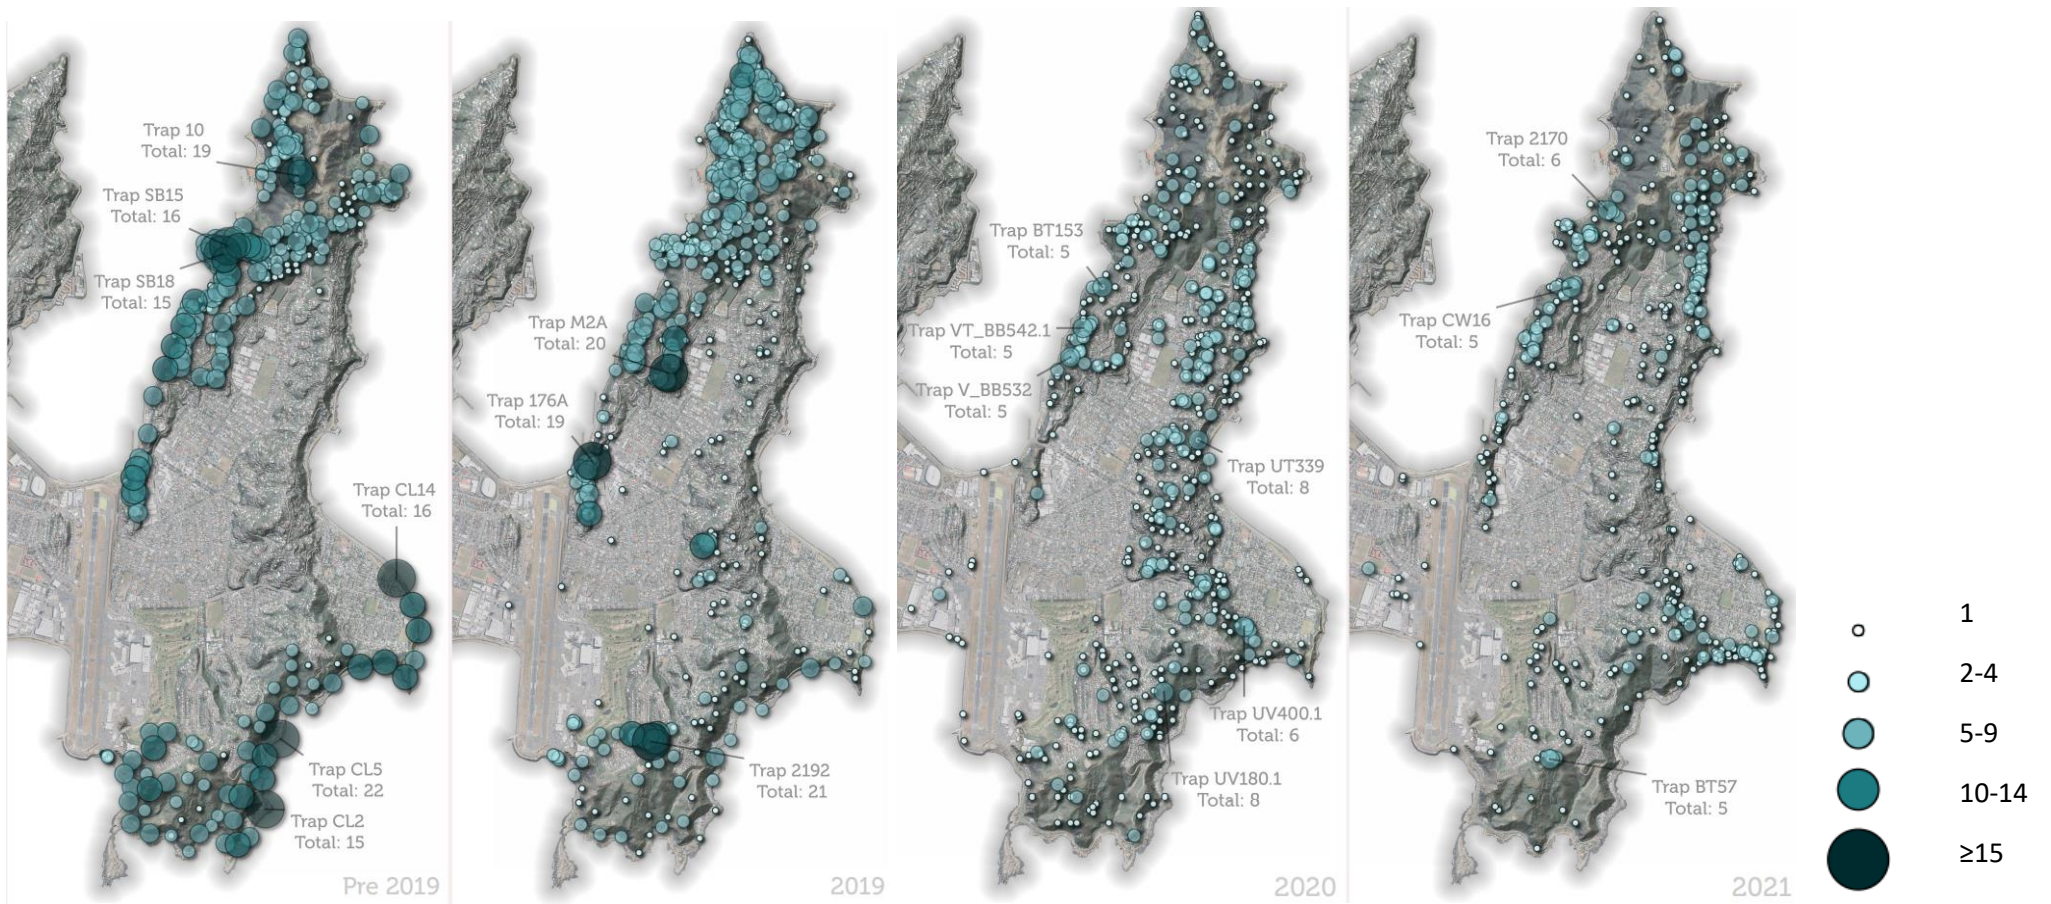 Trap 10
Total: 19
Trap SB15
Total: 16
Trap SB18
Total: 15
Trap CL14
Total: 16
Trap CL5
Total: 22
Trap CL2
Total: 15
Pre 2019
Trap M2A
Total: 20
Trap 176A
Total: 19
Trap 2192
Total: 21
2019
Trap BT153
Total: 5
Trap VT_BB542.1
Total: 5
Trap V_BB532
Total: 5
Trap UT339
Total: 8
Trap UV400.1
Total: 6
Trap UV180.1
Total: 8
2020
Trap 2170
Total: 6
Trap CW16
Total: 5
Trap BT57
Total: 5
2021
1
2-4
5-9
10-14
≥15